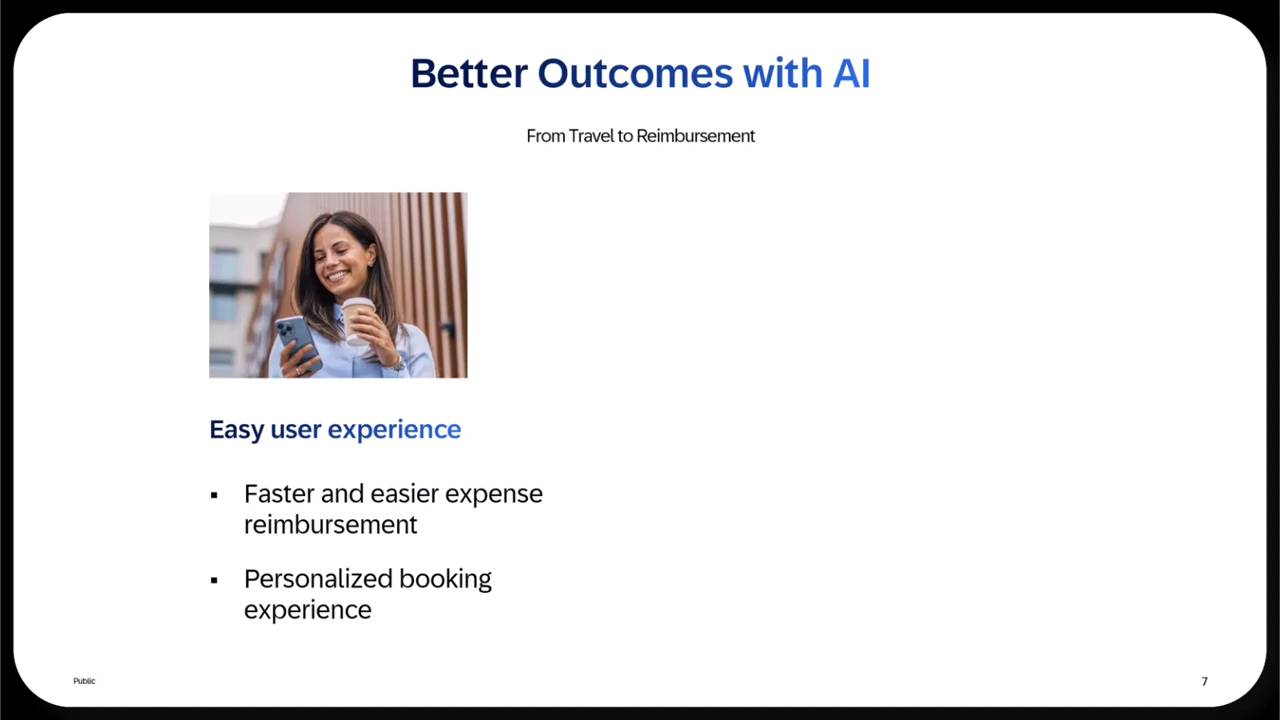 Better Outcomes with AI
From Travel to Reimbursement
Easy user experience
▪ Faster and easier expense
reimbursement
▪ Personalized booking
experience
Public
7